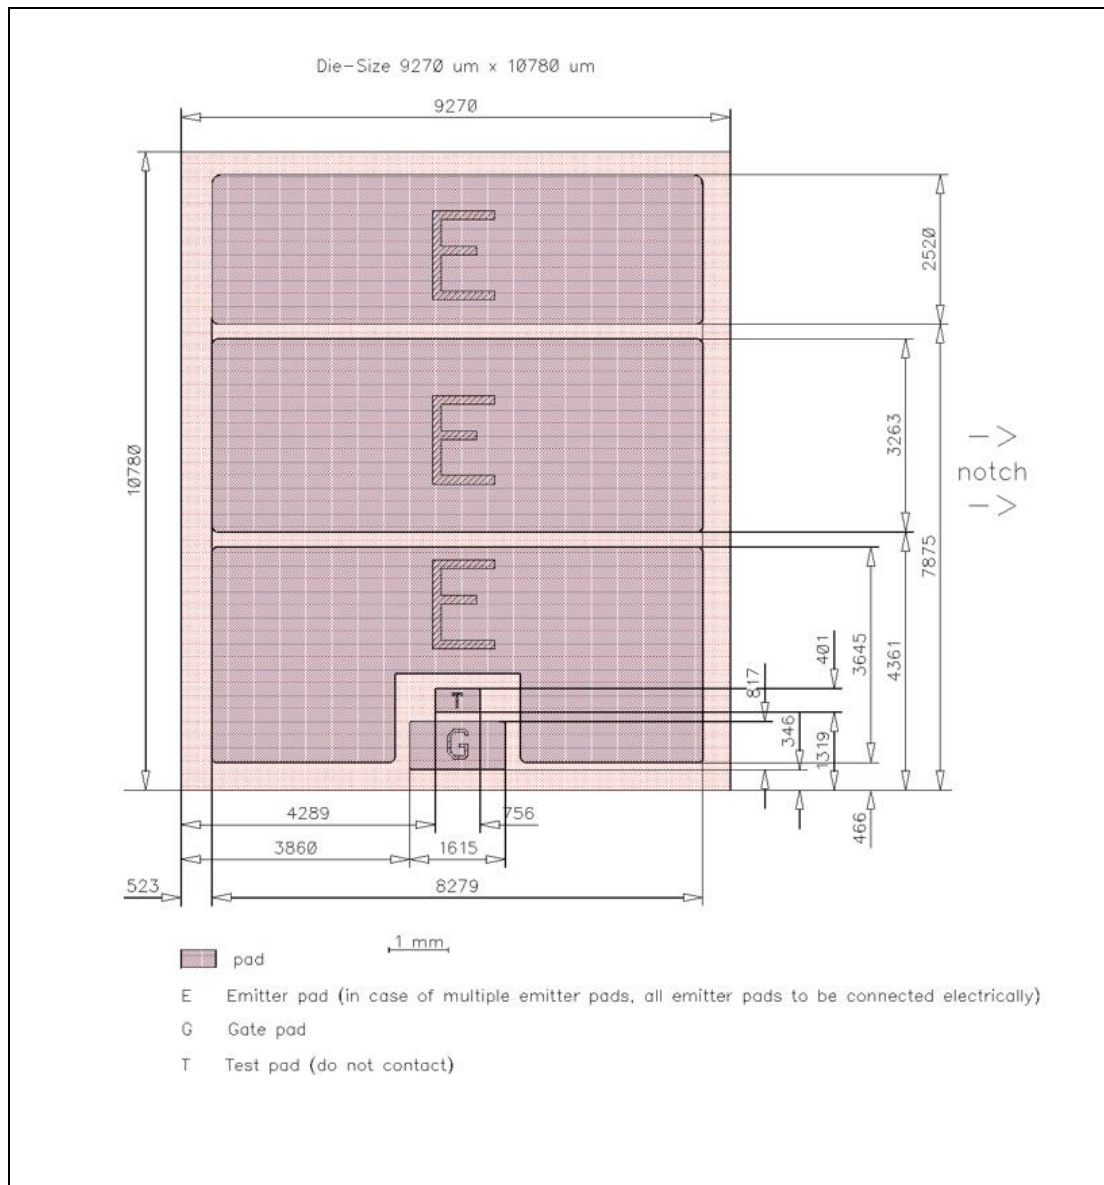 Die-Size 9270 um x 10780 um
9270
2520
E
10780
3263
E
->
notch
->
7875
E
401
3645
4361
817
T
346
1319
G
4289
756
466
3860
1615
523
8279
1 mm
pad
E Emitter pad (in case of multiple emitter pads, all emitter pads to be connected electrically)
G Gate pad
T Test pad (do not contact)